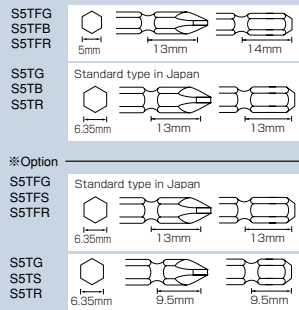 S5TFG
S5TFB
S5TFR
5mm 13mm 14mm
S5TG
S5TB
S5TR
Standard type in Japan
6.35mm 13mm 13mm
※Option
S5TFG
S5TFS
S5TFR
Standard type in Japan
6.35mm 13mm 13mm
S5TG
S5TS
S5TR
6.35mm 9.5mm 9.5mm